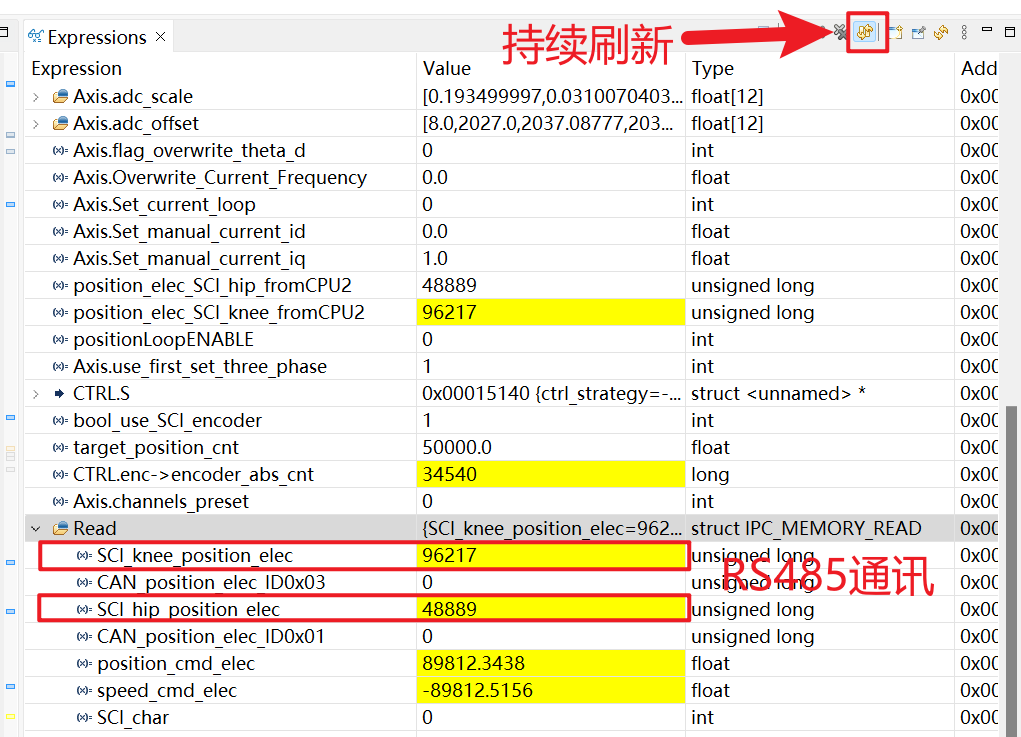 持续刷新
Expressions
Expression Value Type Add
Axis.adc_scale [0.193499997,0.0310070403... float[12] 0x00
Axis.adc_offset [8.0,2027.0,2037.08777,203... float[12] 0x00
Axis.flag_overwrite_theta_d 0 int 0x00
Axis.Overwrite_Current_Frequency 0.0 float 0x00
Axis.Set_current_loop 0 int 0x00
Axis.Set_manual_current_id 0.0 float 0x00
Axis.Set_manual_current_iq 1.0 float 0x00
position_elec_SCI_hip_fromCPU2 48889 unsigned long 0x00
position_elec_SCI_knee_fromCPU2 96217 unsigned long 0x00
positionLoopENABLE 0 int 0x00
Axis.use_first_set_three_phase 1 int 0x00
CTRL.S 0x00015140 {ctrl_strategy=-... struct <unnamed> * 0x00
bool_use_SCI_encoder 1 int 0x00
target_position_cnt 50000.0 float 0x00
CTRL.enc->encoder_abs_cnt 34540 long 0x00
Axis.channels_preset 0 int 0x00
Read {SCI_knee_position_elec=962... struct IPC_MEMORY_READ 0x00
SCI_knee_position_elec 96217 unsigned long 0x00
CAN_position_elec_ID0x03 0 unsigned long 0x00
RS485通讯
SCI_hip_position_elec 48889 unsigned long 0x00
CAN_position_elec_ID0x01 0 unsigned long 0x00
position_cmd_elec 89812.3438 float 0x00
speed_cmd_elec -89812.5156 float 0x00
SCI_char 0 int 0x00